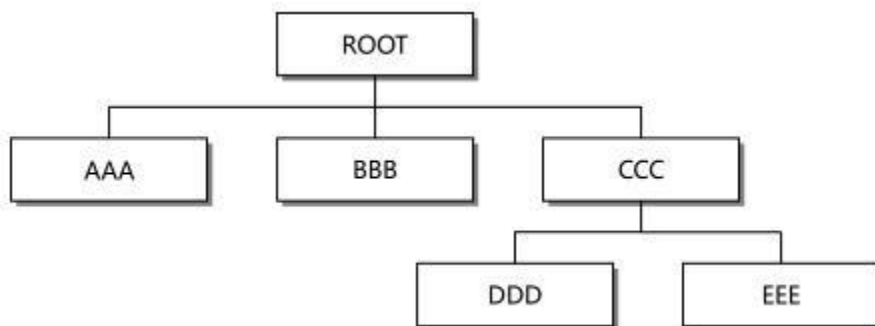 ROOT
AAA
BBB
CCC
DDD
EEE